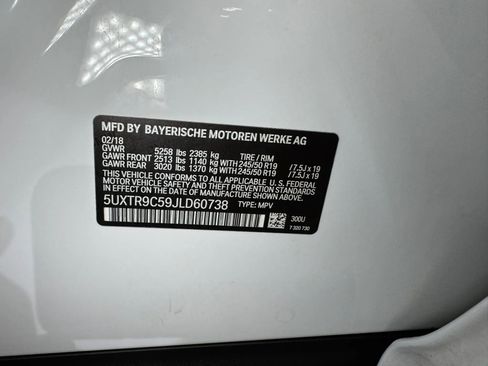 MFD BY BAYERISCHE MOTOREN WERKE AG
02/18
GVWR 5258 lbs 2385 kg TIRE / RIM
GAWR FRONT 2513 lbs 1140 kg WITH 245/50 R19 /7.5J x 19
GAWR REAR 3020 lbs 1370 kg WITH 245/50 R19 /7.5J x 19
THIS VEHICLE CONFORMS TO ALL APPLICABLE FEDERAL
MOTOR VEHICLE SAFETY AND THEFT PREVENTION STANDARDS
IN EFFECT ON THE DATE OF MANUFACTURE SHOWN ABOVE.
5UXTR9C59JLD60738 TYPE: MPV
300U
7 320 730